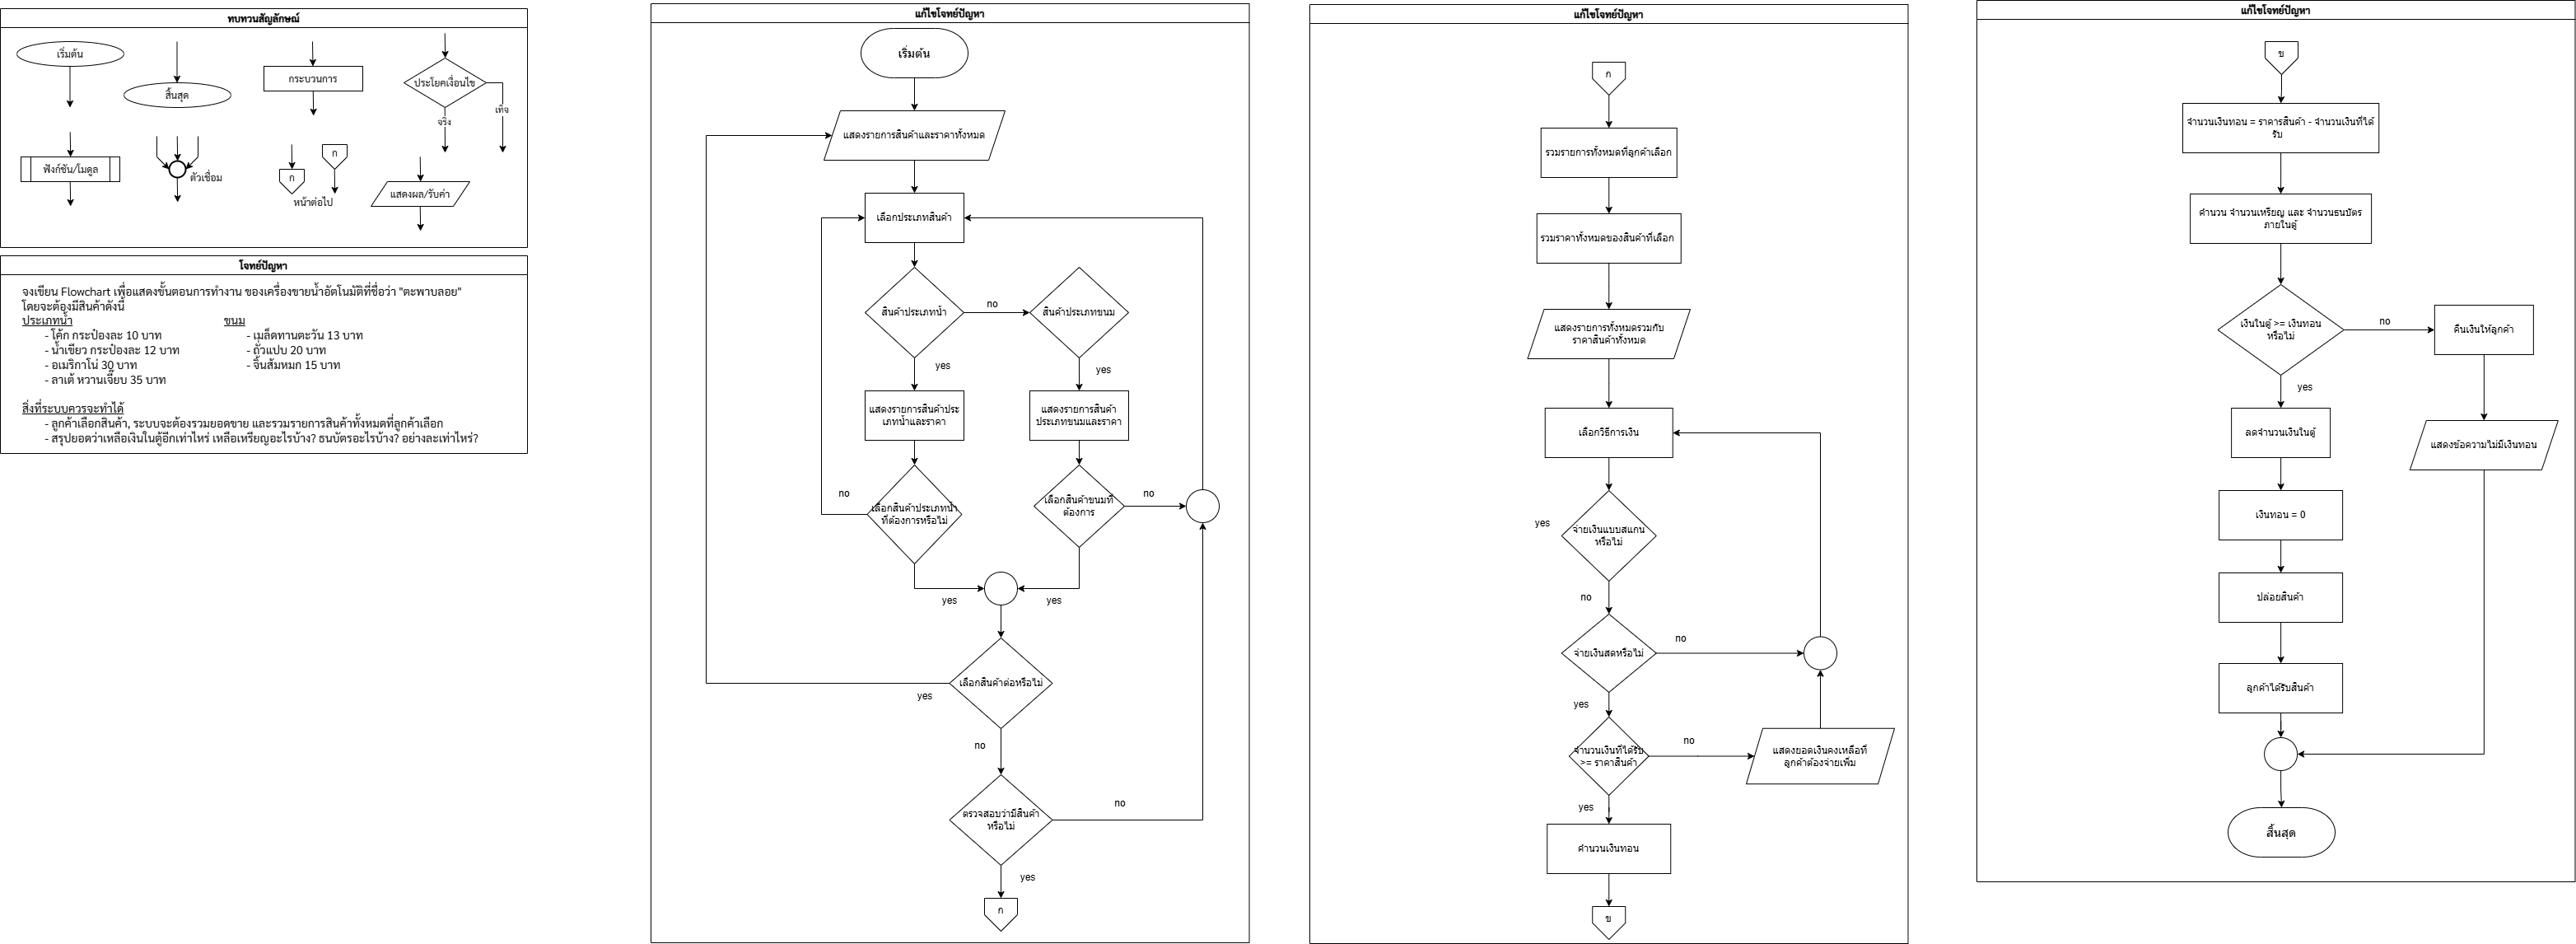 ทบทวนสัญลักษณ์
เริ่มต้น
สิ้นสุด
กระบวนการ
ประโยคเงื่อนไข
เท็จ
จริง
ฟังก์ชัน/โมดูล
ตัวเชื่อม
ก
ก
หน้าต่อไป
แสดงผล/รับค่า
โจทย์ปัญหา
จงเขียน Flowchart เพื่อแสดงขั้นตอนการทำงาน ของเครื่องขายน้ำอัตโนมัติที่ชื่อว่า "ตะพาบลอย"
โดยจะต้องมีสินค้าดังนี้
ประเภทน้ำ
- โค้ก กระป๋องละ 10 บาท
- น้ำเขียว กระป๋องละ 12 บาท
- อเมริกาโน่ 30 บาท
- ลาเต้ หวานเจี๊ยบ 35 บาท
ขนม
- เมล็ดทานตะวัน 13 บาท
- ถั่วแปบ 20 บาท
- จิ้นส้มหมก 15 บาท
สิ่งที่ระบบควรจะทำได้
- ลูกค้าเลือกสินค้า, ระบบจะต้องรวมยอดขาย และรวมรายการสินค้าทั้งหมดที่ลูกค้าเลือก
- สรุปยอดว่าเหลือเงินในตู้อีกเท่าไหร่ เหลือเหรียญอะไรบ้าง? ธนบัตรอะไรบ้าง? อย่างละเท่าไหร่?
แก้ไขโจทย์ปัญหา
เริ่มต้น
แสดงรายการสินค้าและราคาทั้งหมด
เลือกประเภทสินค้า
สินค้าประเภทน้ำ
no
สินค้าประเภทขนม
yes
yes
แสดงรายการสินค้าประ
เภทน้ำและราคา
แสดงรายการสินค้า
ประเภทขนมและราคา
no
เลือกสินค้าประเภทน้ำ
ที่ต้องการหรือไม่
เลือกสินค้าขนมที่
ต้องการ
no
yes
yes
เลือกสินค้าต่อหรือไม่
yes
no
ตรวจสอบว่ามีสินค้า
หรือไม่
no
yes
ก
แก้ไขโจทย์ปัญหา
ก
รวมรายการทั้งหมดที่ลูกค้าเลือก
รวมราคาทั้งหมดของสินค้าที่เลือก
แสดงรายการทั้งหมดรวมกับ
ราคาสินค้าทั้งหมด
เลือกวิธีการเงิน
yes
จ่ายเงินแบบสแกน
หรือไม่
no
จ่ายเงินสดหรือไม่
no
yes
จำนวนเงินที่ได้รับ
>= ราคาสินค้า
no
แสดงยอดเงินคงเหลือที่
ลูกค้าต้องจ่ายเพิ่ม
yes
คำนวนเงินทอน
ข
แก้ไขโจทย์ปัญหา
ข
จำนวนเงินทอน = ราคารสินค้า - จำนวนเงินที่ได้
รับ
คำนวน จำนวนเหรียญ และ จำนวนธนบัตร
ภายในตู้
เงินในตู้ >= เงินทอน
หรือไม่
no
คืนเงินให้ลูกค้า
yes
ลดจำนวนเงินในตู้
แสดงข้อความไม่มีเงินทอน
เงินทอน = 0
ปล่อยสินค้า
ลูกค้าได้รับสินค้า
สิ้นสุด